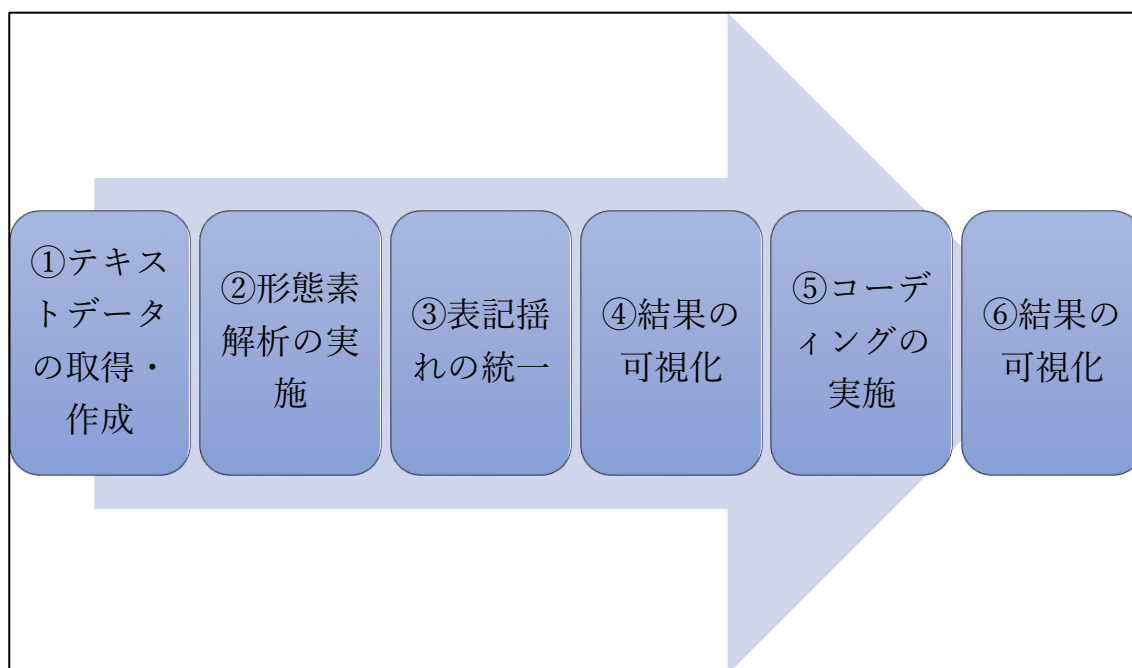 ①テキス
トデータ
の取得・
作成
②形態素
解析の実
施
③表記揺
れの統一
④結果の
可視化
⑤コーデ
ィングの
実施
⑥結果の
可視化